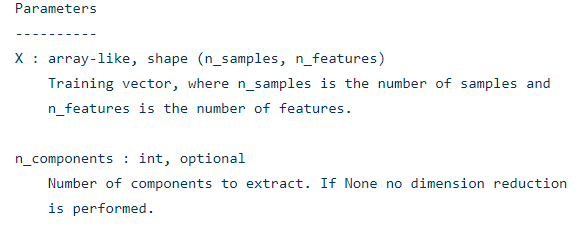 Parameters
----------
X : array-like, shape (n_samples, n_features)
Training vector, where n_samples is the number of samples and
n_features is the number of features.
n_components : int, optional
Number of components to extract. If None no dimension reduction
is performed.